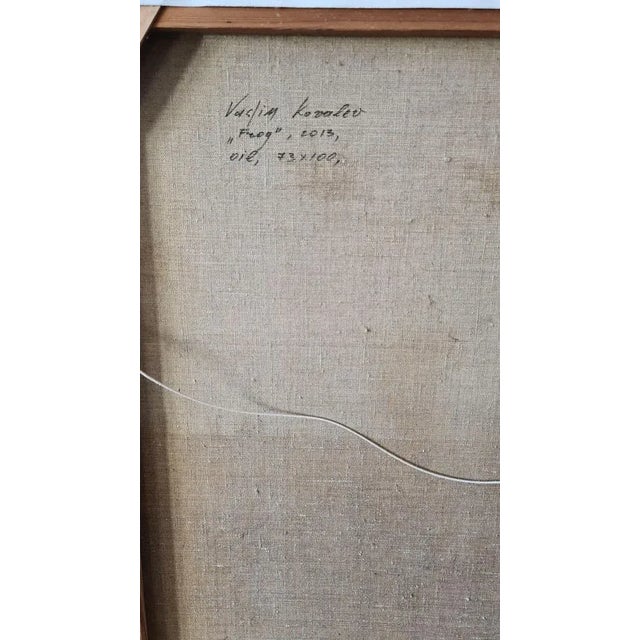 Vadim Kovalev
„Frog", 2013,
oil, 73x100,